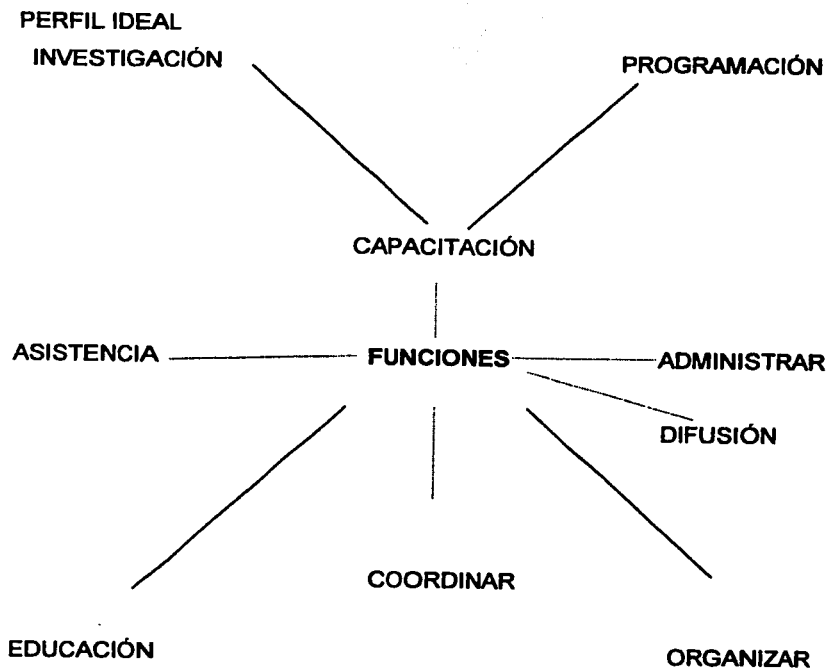 PERFIL IDEAL
INVESTIGACIÓN
PROGRAMACIÓN
CAPACITACIÓN
ASISTENCIA
FUNCIONES
ADMINISTRAR
DIFUSIÓN
COORDINAR
EDUCACIÓN
ORGANIZAR